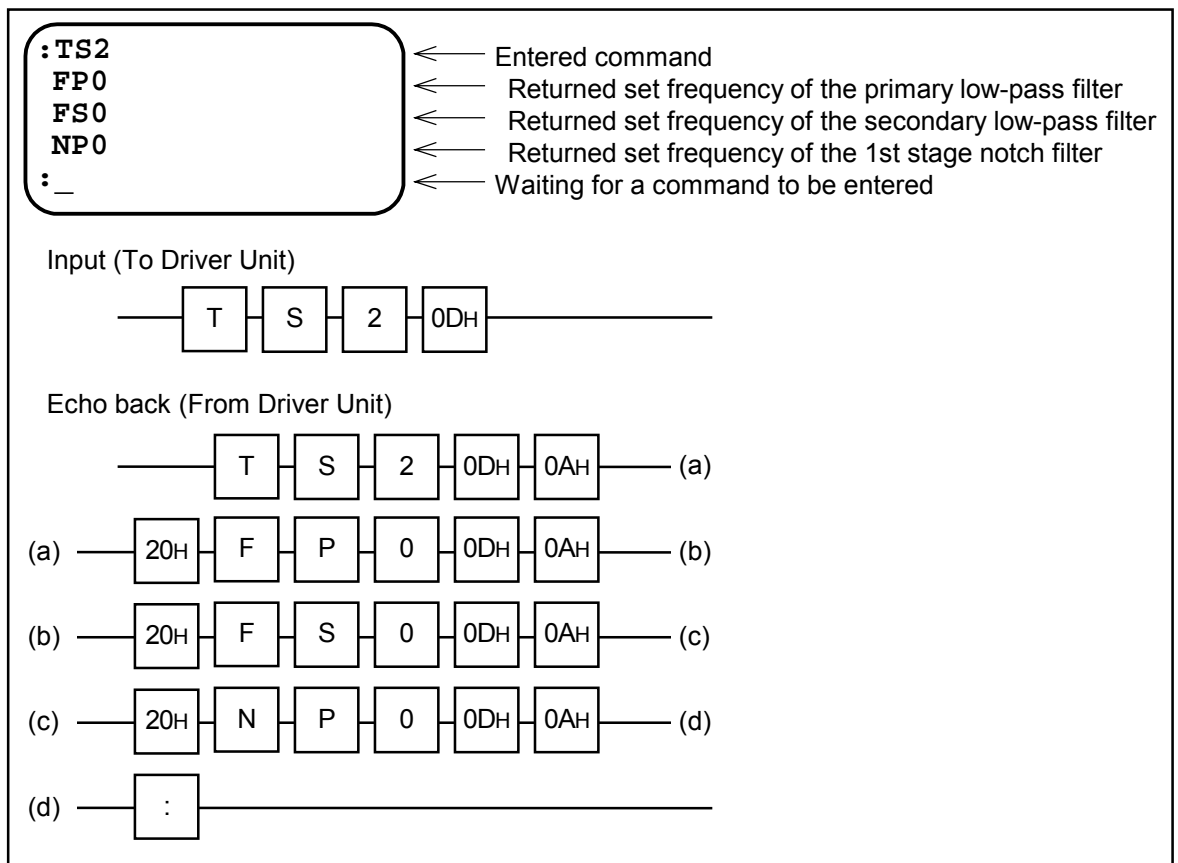 :TS2 Entered command
FP0 Returned set frequency of the primary low-pass filter
FS0 Returned set frequency of the secondary low-pass filter
NP0 Returned set frequency of the 1st stage notch filter
:_ Waiting for a command to be entered
Input (To Driver Unit)
T S 2 0DH
Echo back (From Driver Unit)
T S 2 0DH 0AH (a)
(a) 20H F P 0 0DH 0AH (b)
(b) 20H F S 0 0DH 0AH (c)
(c) 20H N P 0 0DH 0AH (d)
(d) :